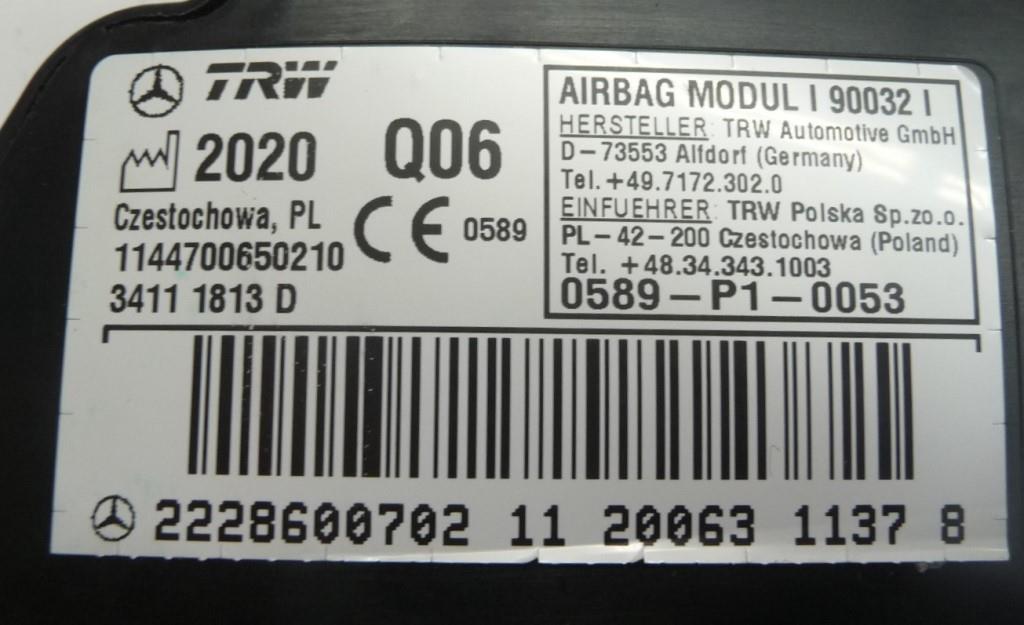 TRW
2020 Q06
Czestochowa, PL
1144700650210
3411 1813 D
CE 0589
AIRBAG MODUL I 90032 I
HERSTELLER: TRW Automotive GmbH
D-73553 Alfdorf (Germany)
Tel. +49.7172.302.0
EINFUEHRER: TRW Polska Sp.zo.o.
PL-42-200 Czestochowa (Poland)
Tel. +48.34.343.1003
0589-P1-0053
2228600702 11 20063 1137 8